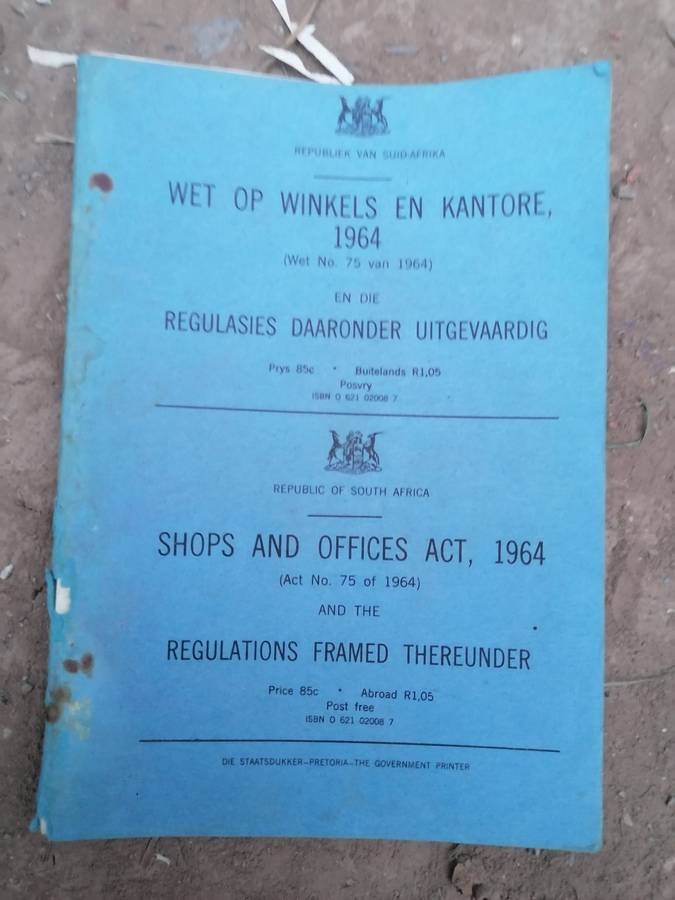 REPUBLIEK VAN SUID-AFRIKA
WET OP WINKELS EN KANTORE,
1964
(Wet No. 75 van 1964)
EN DIE
REGULASIES DAARONDER UITGEVAARDIG
Prys 85c • Buitelands R1,05
Posvry
ISBN 0 621 02008 7
REPUBLIC OF SOUTH AFRICA
SHOPS AND OFFICES ACT, 1964
(Act No. 75 of 1964)
AND THE
REGULATIONS FRAMED THEREUNDER
Price 85c • Abroad R1,05
Post free
ISBN 0 621 02008 7
DIE STAATSDUKKER—PRETORIA—THE GOVERNMENT PRINTER